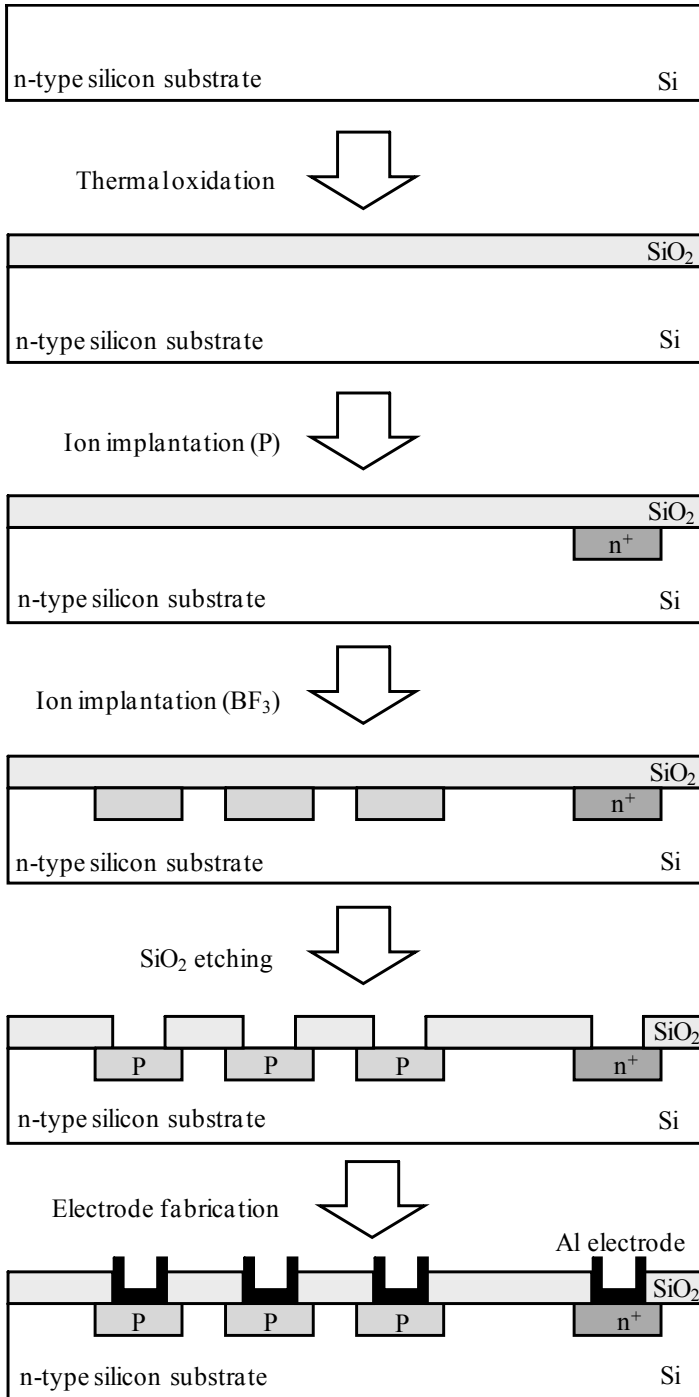 n-type silicon substrate Si
Thermal oxidation
SiO₂
n-type silicon substrate Si
Ion implantation (P)
SiO₂
n⁺
n-type silicon substrate Si
Ion implantation (BF₃)
SiO₂
n⁺
n-type silicon substrate Si
SiO₂ etching
SiO₂
P P P n⁺
n-type silicon substrate Si
Electrode fabrication
Al electrode
SiO₂
P P P n⁺
n-type silicon substrate Si